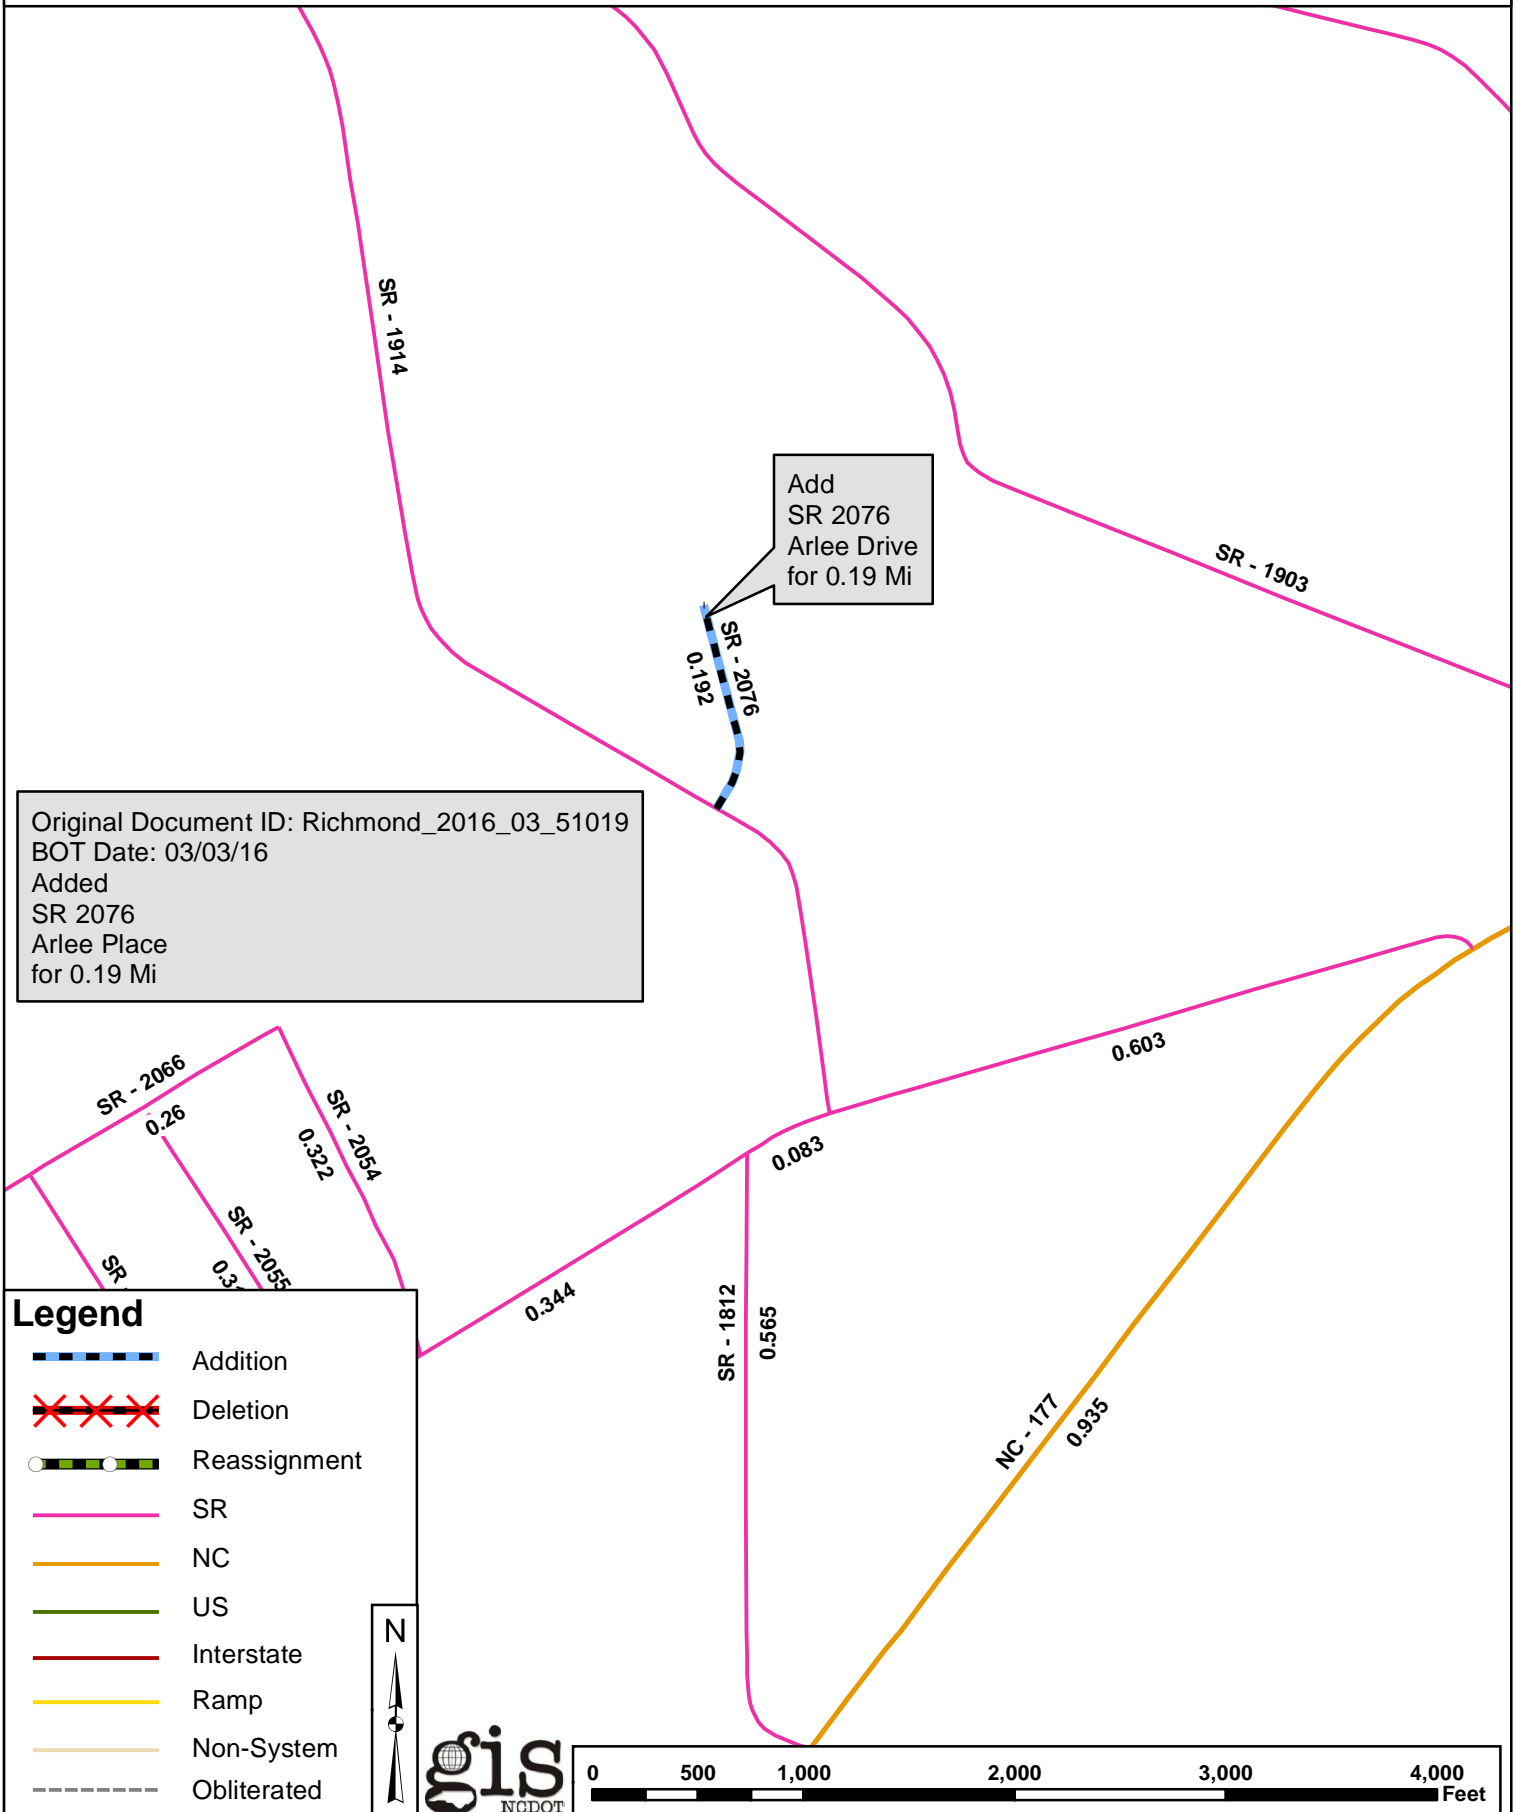 SR - 1914
Add
SR 2076
Arlee Drive
for 0.19 Mi
SR - 1903
SR - 2076
0.192
Original Document ID: Richmond_2016_03_51019
BOT Date: 03/03/16
Added
SR 2076
Arlee Place
for 0.19 Mi
SR - 2066
0.26
SR - 2054
0.322
0.603
0.083
SR - 2055
SR
0.344
SR - 1812
0.565
NC - 177
0.935
Legend
Addition
Deletion
Reassignment
SR
NC
US
Interstate
Ramp
Non-System
Obliterated
N
gis
NCDOT
0 500 1,000 2,000 3,000 4,000
Feet